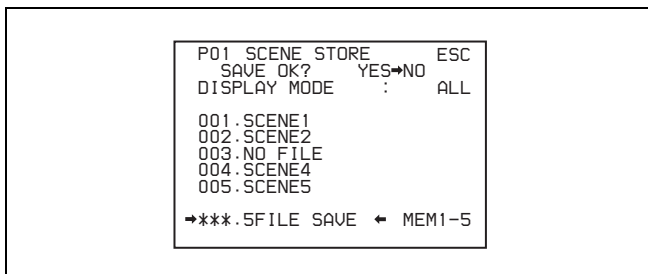 P01 SCENE STORE ESC
SAVE OK? YES➡NO
DISPLAY MODE : ALL
001.SCENE1
002.SCENE2
003.NO FILE
004.SCENE4
005.SCENE5
➡***.5FILE SAVE ← MEM1-5